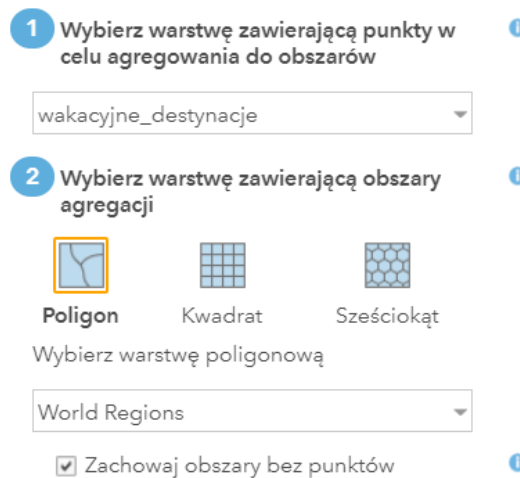 1 Wybierz warstwę zawierającą punkty w
celu agregowania do obszarów
wakacyjne_destynacje
2 Wybierz warstwę zawierającą obszary
agregacji
Poligon Kwadrat Sześciokąt
Wybierz warstwę poligonową
World Regions
Zachowaj obszary bez punktów